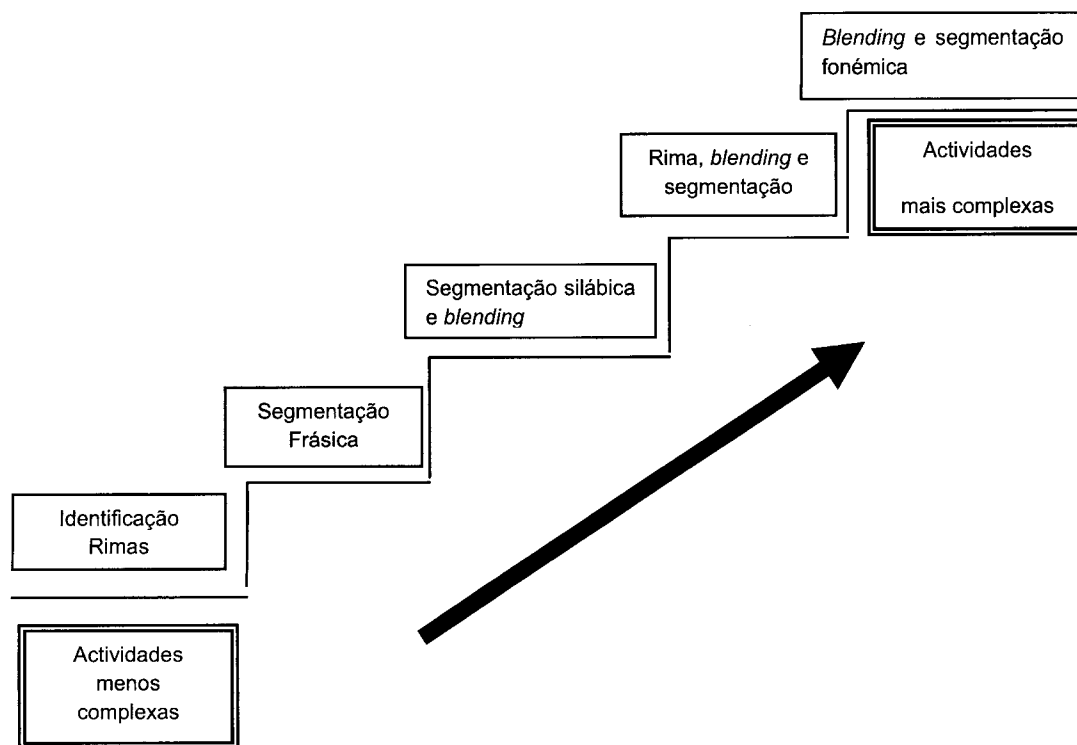 Blending e segmentação
fonémica
Actividades
mais complexas
Rima, blending e
segmentação
Segmentação silábica
e blending
Segmentação
Frásica
Identificação
Rimas
Actividades
menos
complexas